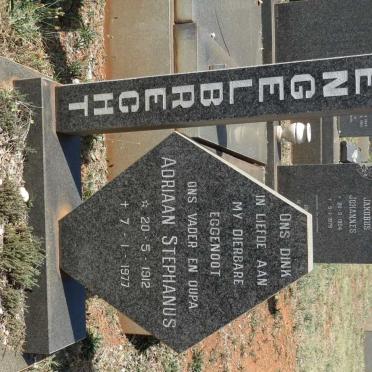 ENGELBRECHT
ONS DINK
IN LIEFDE AAN
MY DIERBARE
EGGENOOT
ONS VADER EN OUPA
ADRIAAN STEPHANUS
☆ 20·5·1912
+ 7·1·1977
JOHANNES